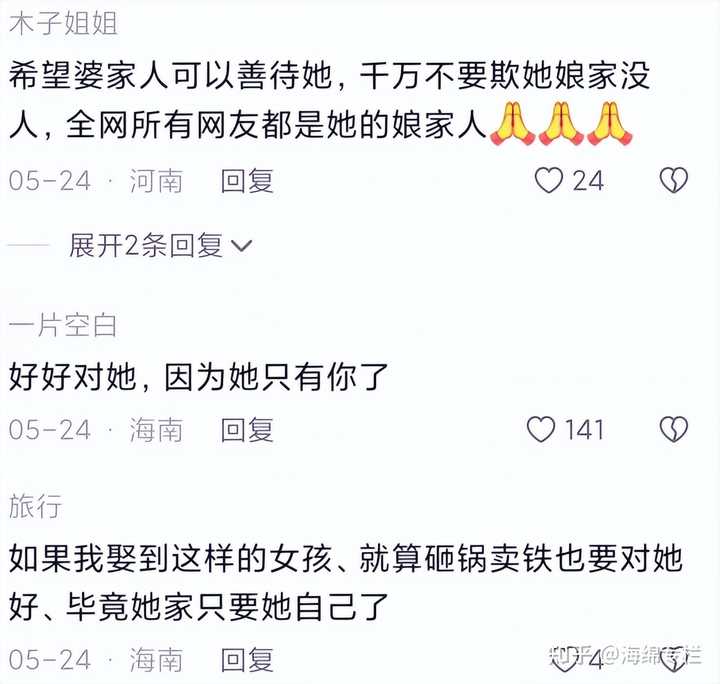 木子姐姐
希望婆家人可以善待她，千万不要欺她娘家没
人，全网所有网友都是她的娘家人🙏🙏🙏
05-24 · 河南 回复 24
展开2条回复
一片空白
好好对她，因为她只有你了
05-24 · 海南 回复 141
旅行
如果我娶到这样的女孩、就算砸锅卖铁也要对她
好、毕竟她家只要她自己了
05-24 · 海南 回复 4
知乎 @海绵专栏